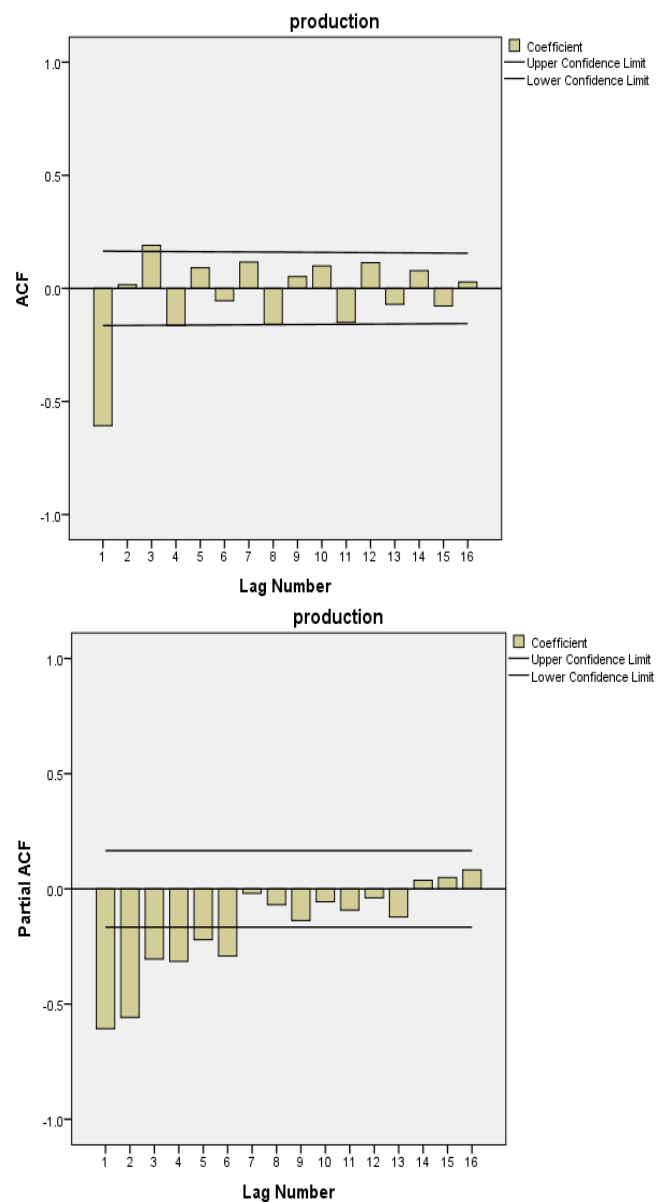 production
Coefficient
Upper Confidence Limit
Lower Confidence Limit
1.0
0.5
0.0
-0.5
-1.0
ACF
1 2 3 4 5 6 7 8 9 10 11 12 13 14 15 16
Lag Number
production
Coefficient
Upper Confidence Limit
Lower Confidence Limit
1.0
0.5
0.0
-0.5
-1.0
Partial ACF
1 2 3 4 5 6 7 8 9 10 11 12 13 14 15 16
Lag Number